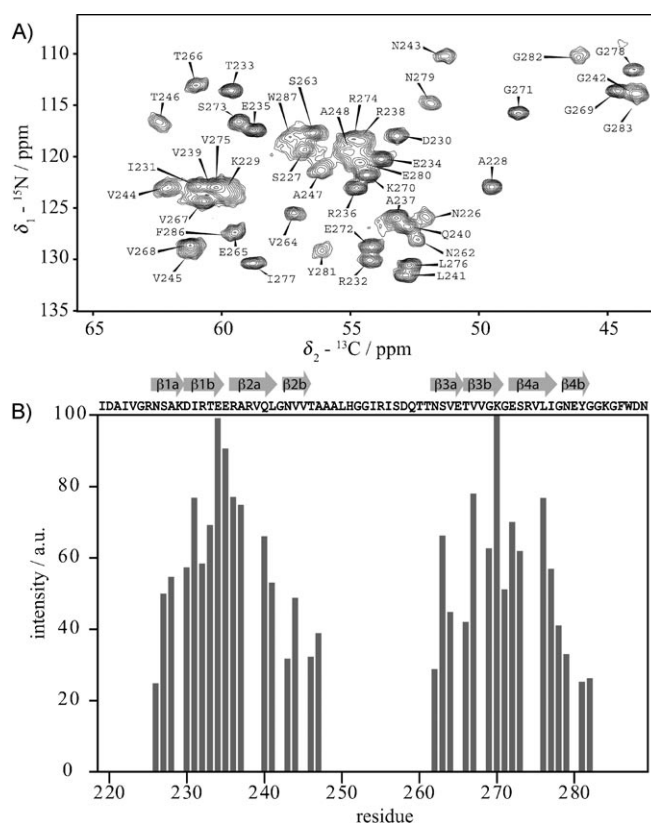 A)
110
115
120
125
130
135
δ1 - 15N / ppm
65
60
55
50
45
δ2 - 13C / ppm
T266
T233
N243
G282
G278
T246
S273
E235
W287
S263
A248
R274
R238
N279
G271
G242
G269
G283
I231
V239
V275
K229
S227
A247
D230
E234
E280
K270
A228
V244
V267
F286
V268
V245
E265
I277
V264
R236
A237
E272
Y281
R232
N226
Q240
N262
L276
L241
β1a β1b β2a β2b β3a β3b β4a β4b
B)
IDAIVGRNSAKDIRTEERARVQLGNVVTAAALHGGIRISDQTTNSVETVVGKGESRVLIGNEYGGKGFWDN
100
80
60
40
20
0
intensity / a.u.
220
230
240
250
260
270
280
residue